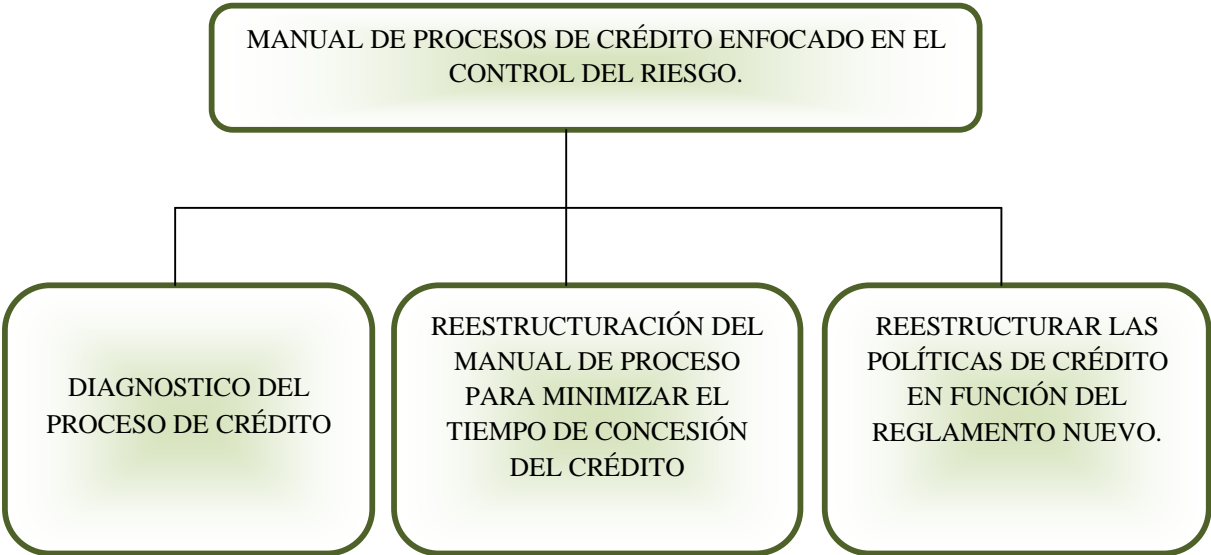 MANUAL DE PROCESOS DE CRÉDITO ENFOCADO EN EL
CONTROL DEL RIESGO.
DIAGNOSTICO DEL
PROCESO DE CRÉDITO
REESTRUCTURACIÓN DEL
MANUAL DE PROCESO
PARA MINIMIZAR EL
TIEMPO DE CONCESIÓN
DEL CRÉDITO
REESTRUCTURAR LAS
POLÍTICAS DE CRÉDITO
EN FUNCIÓN DEL
REGLAMENTO NUEVO.